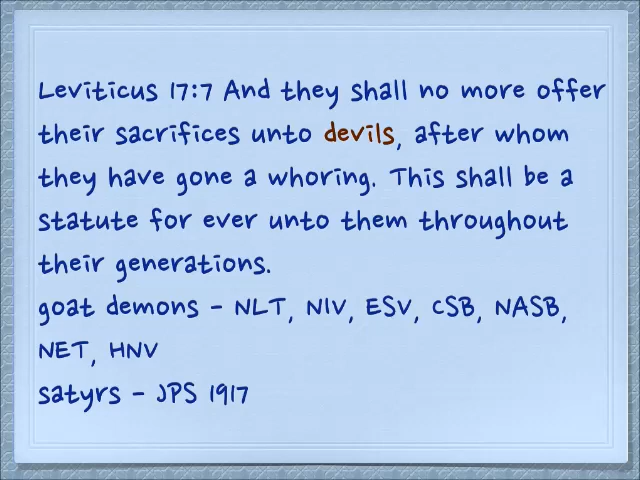 Leviticus 17:7 And they shall no more offer
their sacrifices unto devils, after whom
they have gone a whoring. This shall be a
statute for ever unto them throughout
their generations.
goat demons - NLT, NIV, ESV, CSB, NASB,
NET, HNV
satyrs - JPS 1917